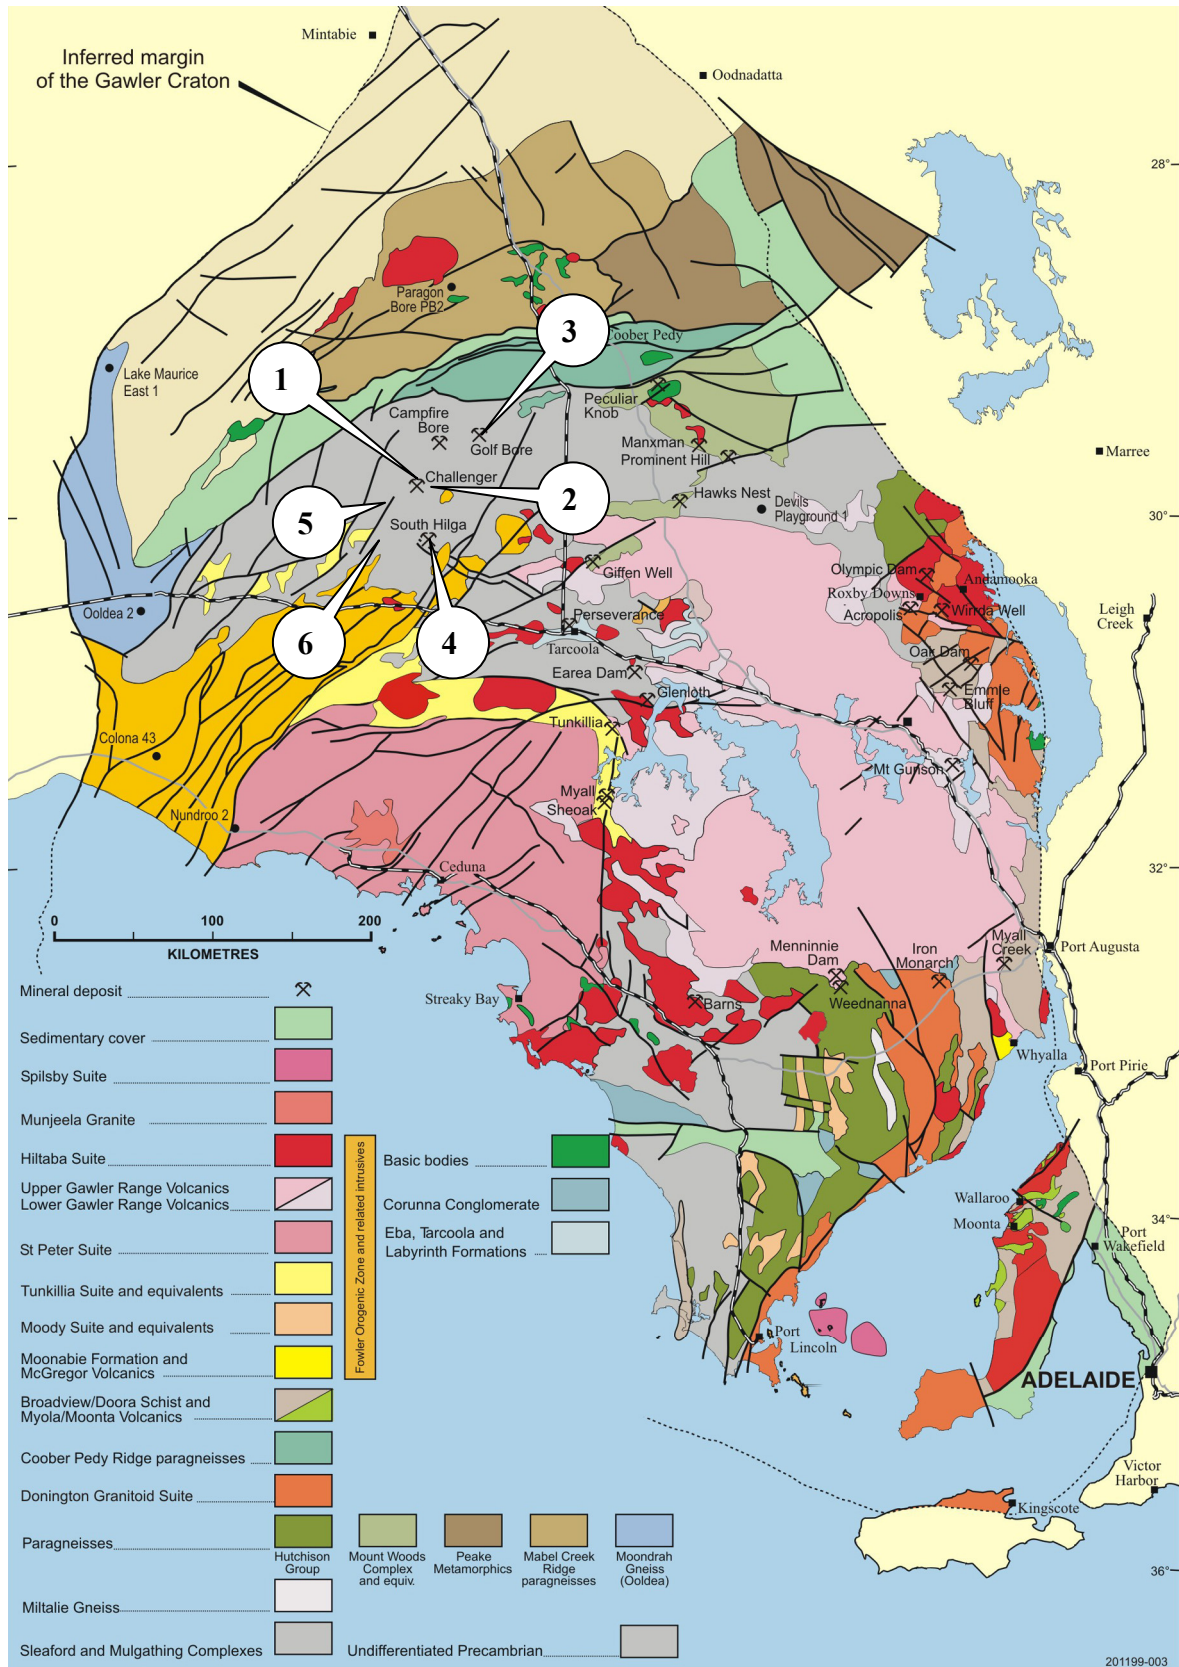 Mintabie
Inferred margin
of the Gawler Craton
Oodnadatta
28°
Paragon
Bore PB2
3
Coober Pedy
Lake Maurice
East 1
1
Peculiar
Knob
Campfire
Bore
Golf Bore
Manxman
Prominent Hill
Marree
Challenger
2
Hawks Nest
Devils
Playground 1
5
South Hilga
30°
Giffen Well
Olympic Dam
Andamooka
Roxby Downs
Acropolis
Wirrda Well
Ooldea 2
Perseverance
Leigh
Creek
6
4
Tarcoola
Oak Dam
Earea Dam
Glenloth
Emmie
Bluff
Tunkillia
Colona 43
Mt Gunson
Myall
Sheoak
Nundroo 2
Ceduna
32°
0 100 200
KILOMETRES
Menninnie
Dam
Iron
Monarch
Myall
Creek
Port Augusta
Weednanna
Barns
Streaky Bay
Whyalla
Port Pirie
Mineral deposit
Sedimentary cover
Spilsby Suite
Munjeela Granite
Hiltaba Suite
Upper Gawler Range Volcanics
Lower Gawler Range Volcanics
St Peter Suite
Tunkillia Suite and equivalents
Moody Suite and equivalents
Moonabie Formation and
McGregor Volcanics
Fowler Orogenic Zone and related intrusives
Basic bodies
Corunna Conglomerate
Eba, Tarcoola and
Labyrinth Formations
Wallaroo
Moonta
34°
Port
Wakefield
Port
Lincoln
ADELAIDE
Broadview/Doora Schist and
Myola/Moonta Volcanics
Coober Pedy Ridge paragneisses
Donington Granitoid Suite
Victor
Harbor
Kingscote
Paragneisses
Hutchison
Group
Mount Woods
Complex
and equiv.
Peake
Metamorphics
Mabel Creek
Ridge
paragneisses
Moondrah
Gneiss
(Ooldea)
36°
Miltalie Gneiss
Sleaford and Mulgathing Complexes
Undifferentiated Precambrian
201199-003